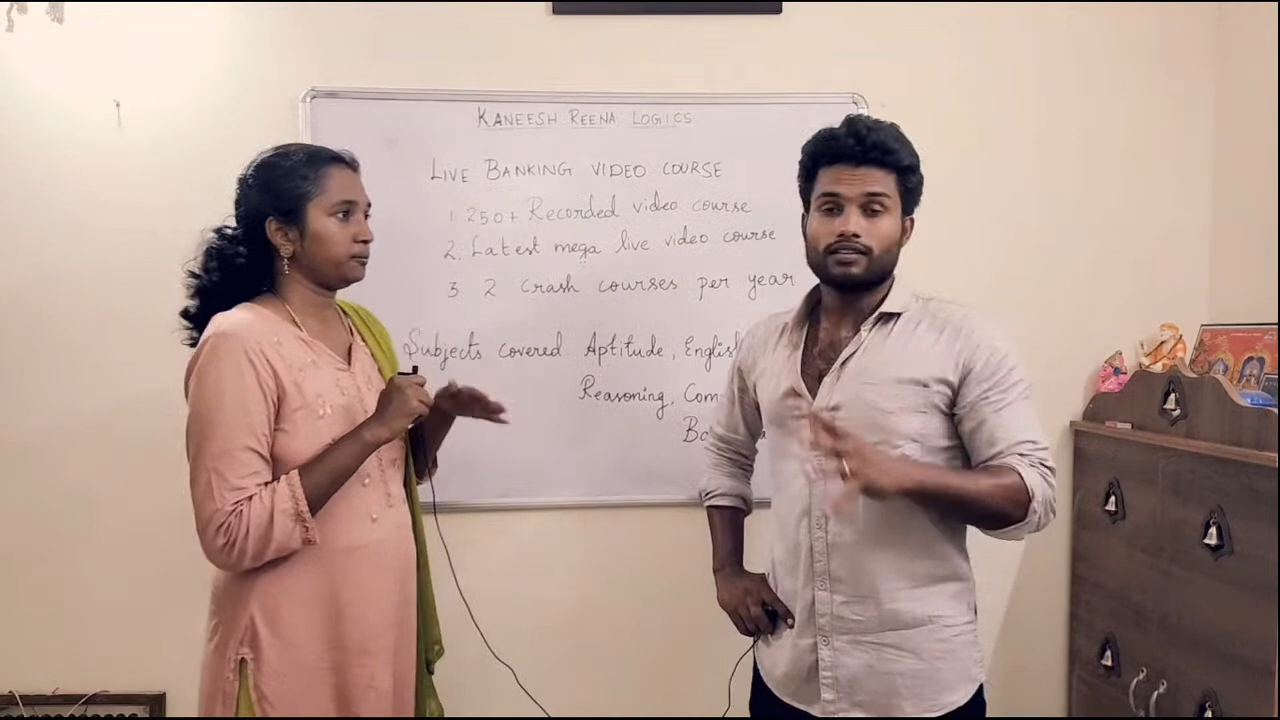 KANEESH REENA LOGICS
LIVE BANKING VIDEO COURSE
1. 250+ Recorded video course
2. Latest mega live video course
3. 2 crash courses per year
Subjects covered: Aptitude, English
Reasoning, Com